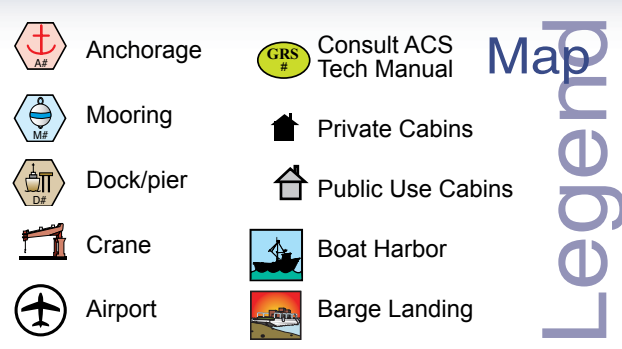 Map
Legend
A#
Anchorage
M#
Mooring
D#
Dock/pier
Crane
Airport
GRS
#
Consult ACS
Tech Manual
Private Cabins
Public Use Cabins
Boat Harbor
Barge Landing